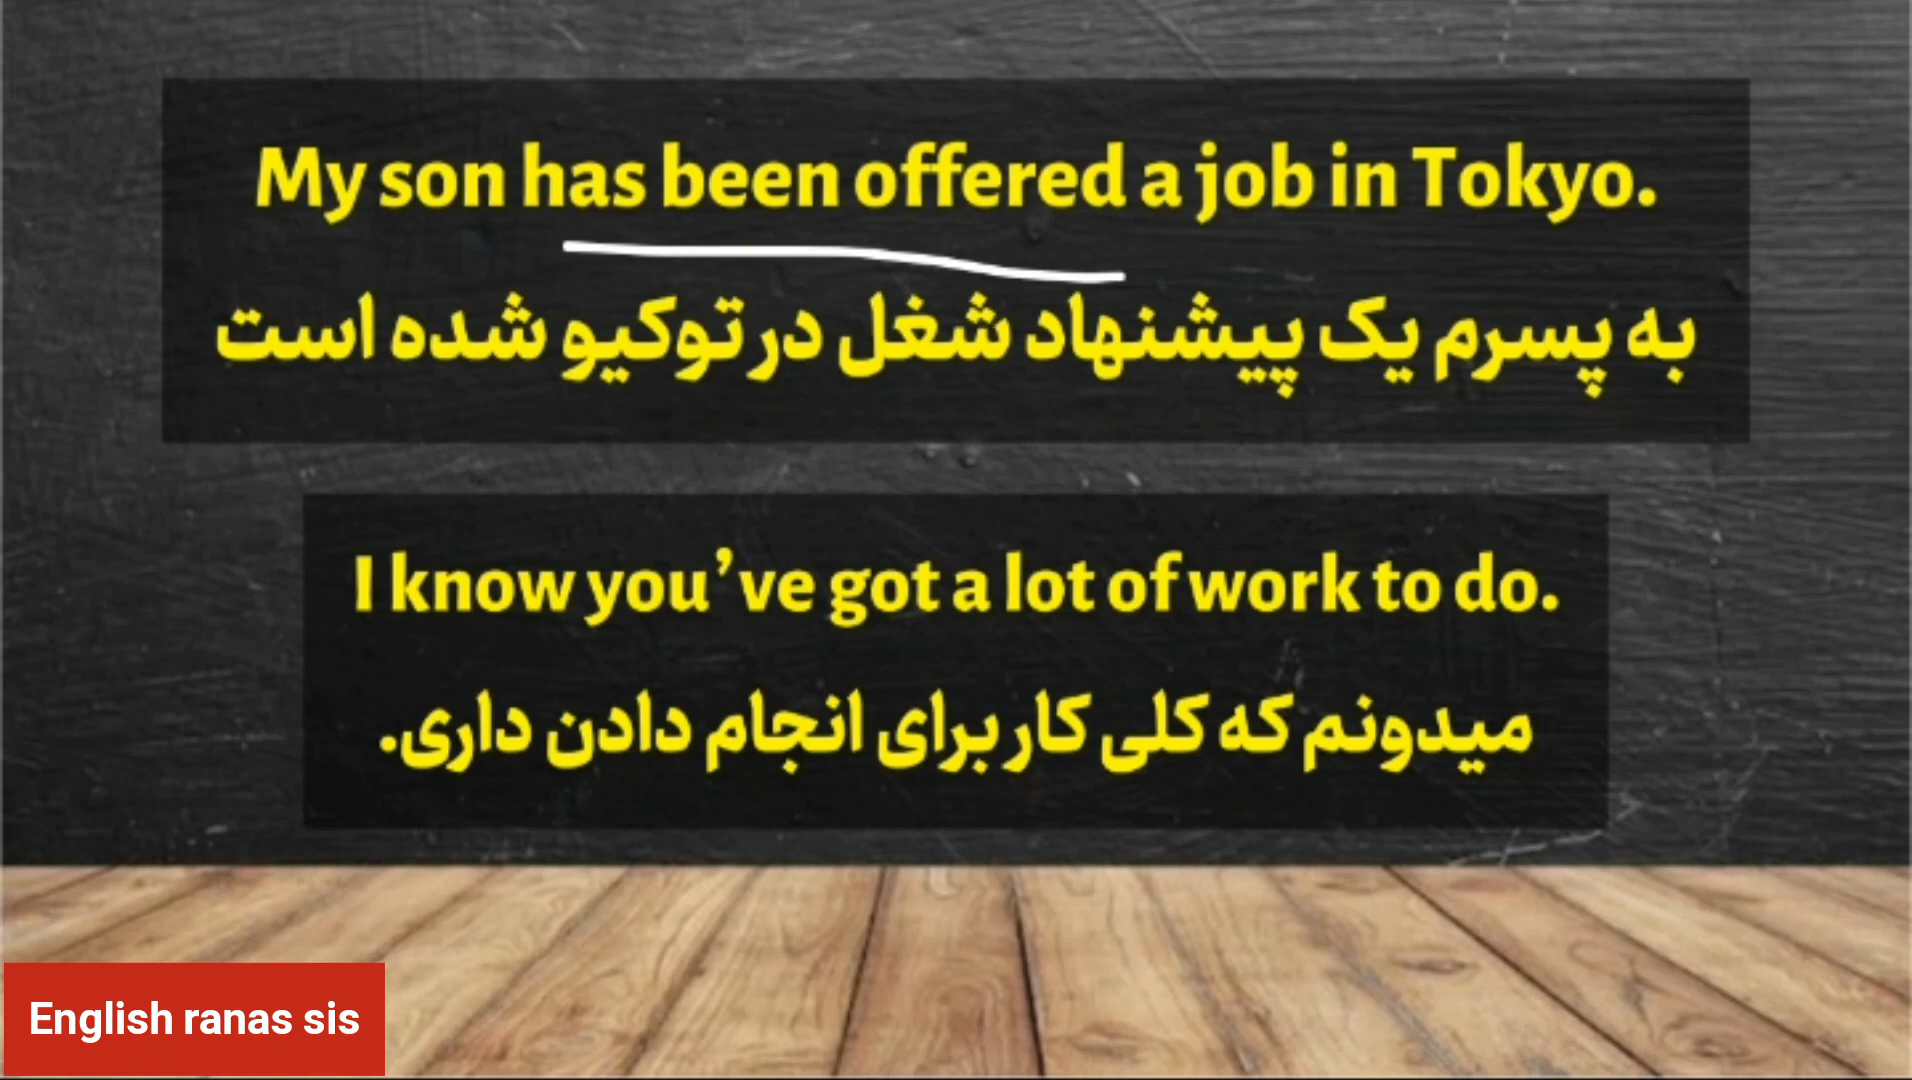 My son has been offered a job in Tokyo.
به پسرم یک پیشنهاد شغل در توکیو شده است
I know you’ve got a lot of work to do.
میدونم که کلی کار برای انجام دادن داری.
English ranas sis